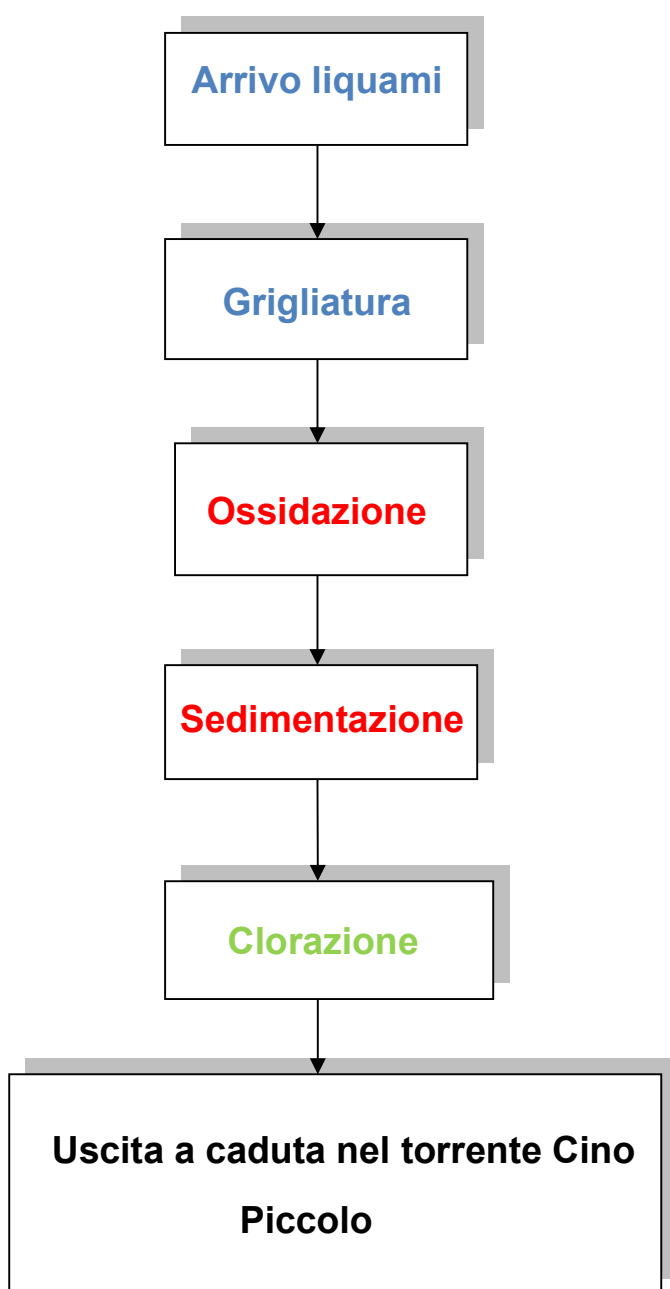 Arrivo liquami
Grigliatura
Ossidazione
Sedimentazione
Clorazione
Uscita a caduta nel torrente Cino
Piccolo